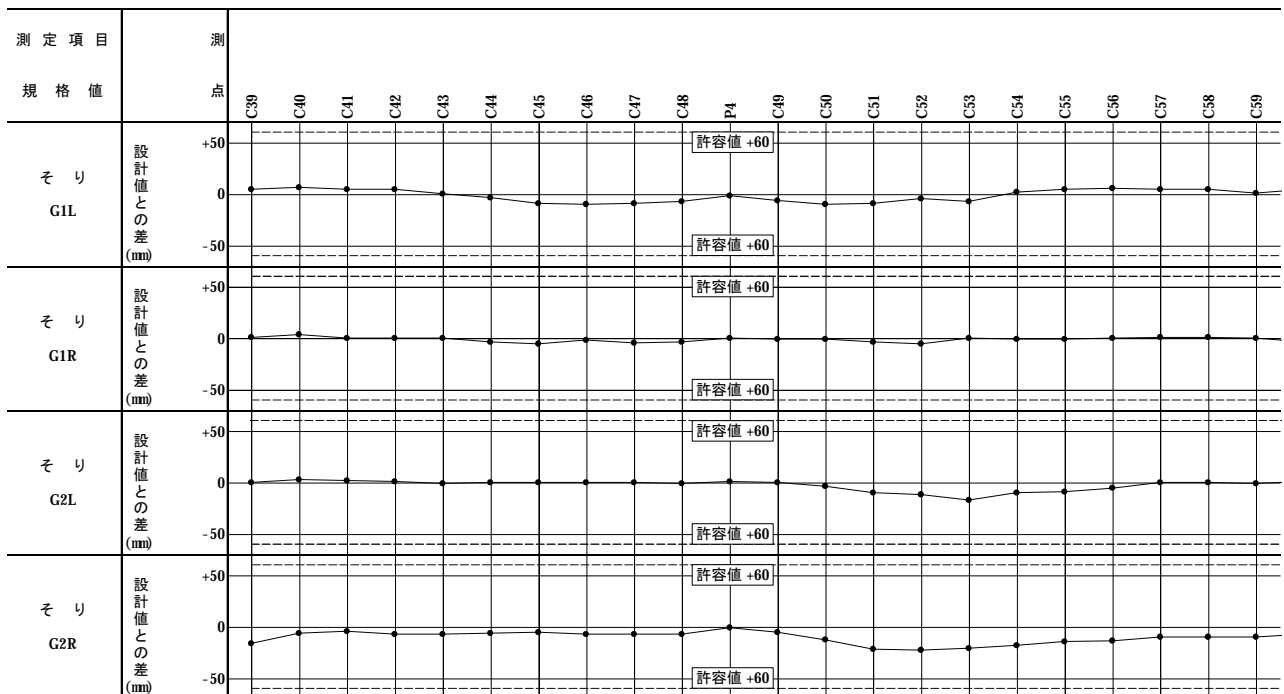 測 定 項 目
規 格 値
測
点
C39 C40 C41 C42 C43 C44 C45 C46 C47 C48 P4 C49 C50 C51 C52 C53 C54 C55 C56 C57 C58 C59
そ り
G1L
設計値との差
(mm)
+50
0
-50
許容値 +60
許容値 +60
そ り
G1R
設計値との差
(mm)
+50
0
-50
許容値 +60
許容値 +60
そ り
G2L
設計値との差
(mm)
+50
0
-50
許容値 +60
許容値 +60
そ り
G2R
設計値との差
(mm)
+50
0
-50
許容値 +60
許容値 +60